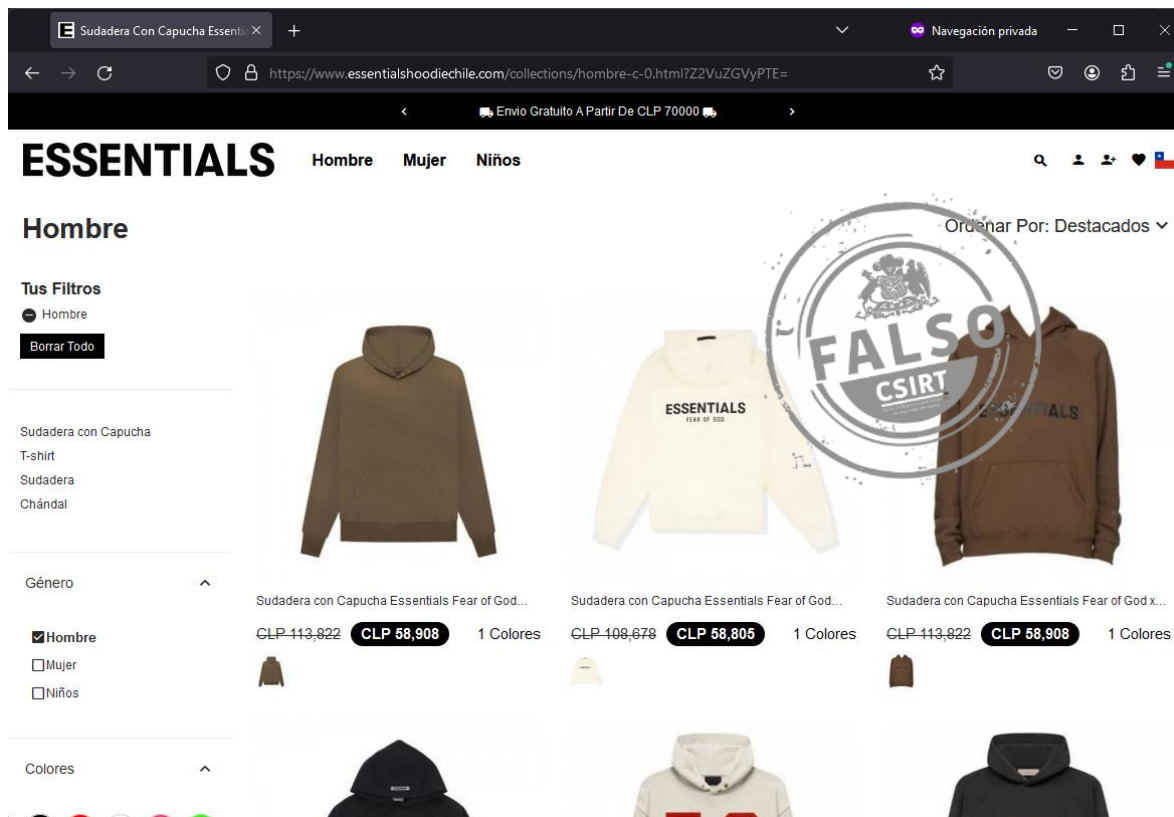 Sudadera Con Capucha Essenti
Navegación privada
https://www.essentialshoodiechile.com/collections/hombre-c-0.html?Z2VuZGVyPTE=
Envio Gratuito A Partir De CLP 70000
ESSENTIALS
Hombre Mujer Niños
Hombre
Ordenar Por: Destacados
Tus Filtros
Hombre
Borrar Todo
FALSO
CSIRT
ESSENTIALS
FEAR OF GOD
ESSENTIALS
Sudadera con Capucha
T-shirt
Sudadera
Chándal
Género
Hombre
Mujer
Niños
Colores
Sudadera con Capucha Essentials Fear of God...
CLP 113,822 CLP 58,908 1 Colores
Sudadera con Capucha Essentials Fear of God...
CLP 108,678 CLP 58,805 1 Colores
Sudadera con Capucha Essentials Fear of God x...
CLP 113,822 CLP 58,908 1 Colores